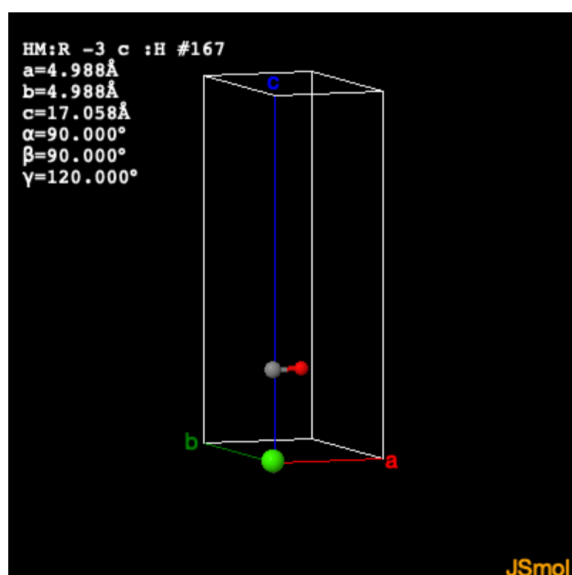 HM:R -3 c :H #167
a=4.988Å
b=4.988Å
c=17.058Å
α=90.000°
β=90.000°
γ=120.000°
c
b
a
JSmol